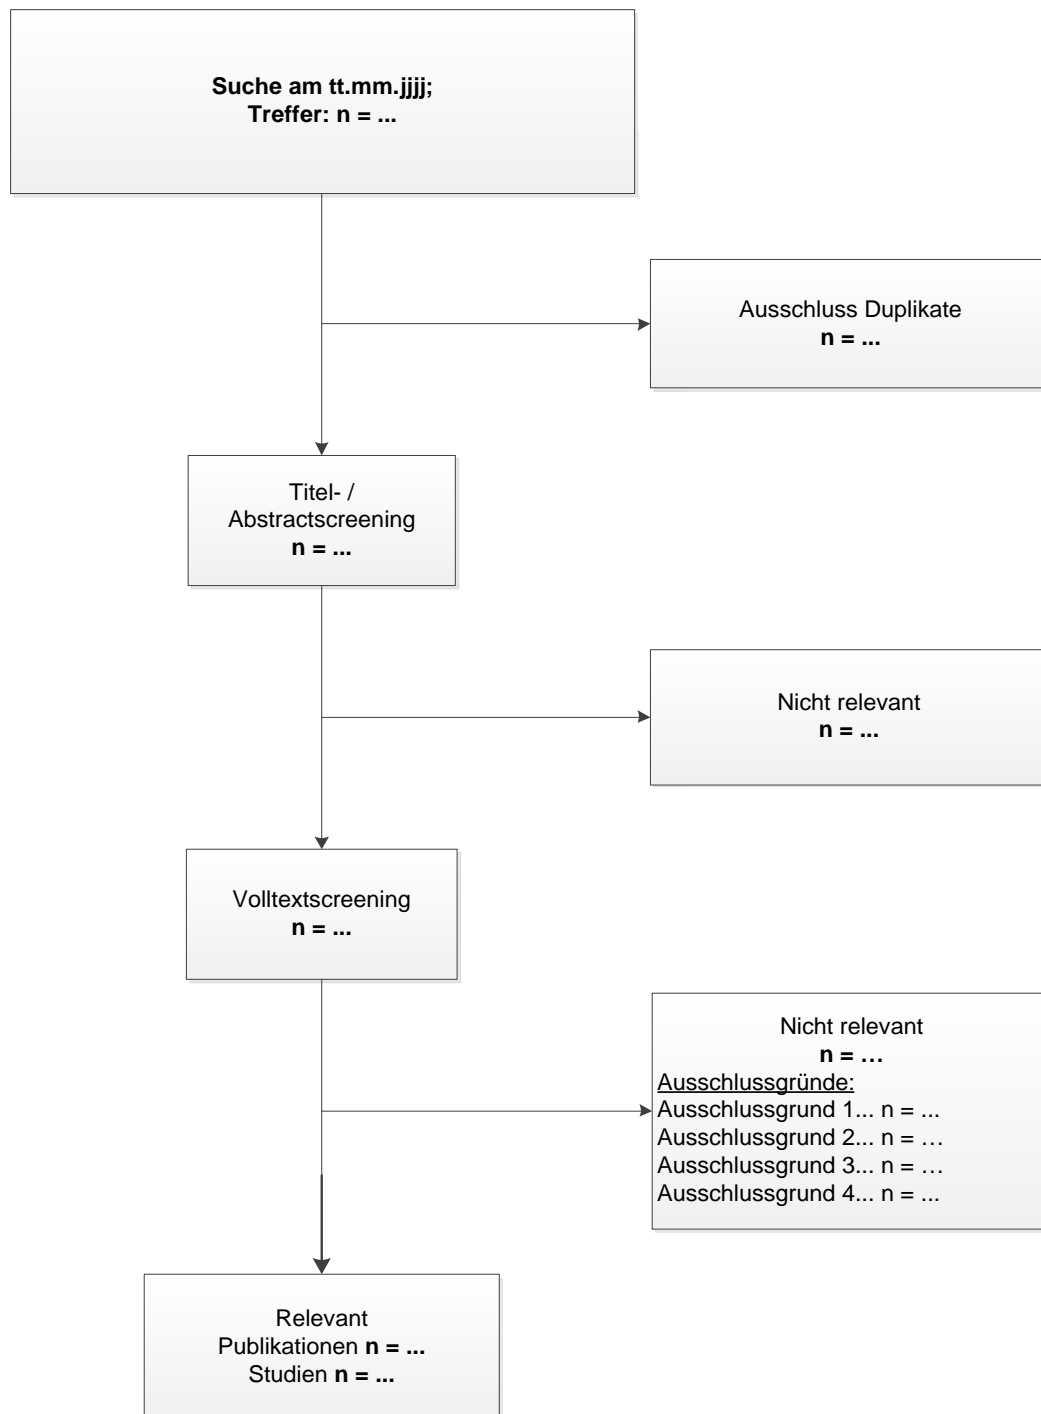 Suche am tt.mm.jjjj;
Treffer: n = ...
Ausschluss Duplikate
n = ...
Titel- /
Abstractscreening
n = ...
Nicht relevant
n = ...
Volltextscreening
n = ...
Nicht relevant
n = …
Ausschlussgründe:
Ausschlussgrund 1... n = ...
Ausschlussgrund 2... n = …
Ausschlussgrund 3... n = …
Ausschlussgrund 4... n = ...
Relevant
Publikationen n = ...
Studien n = ...